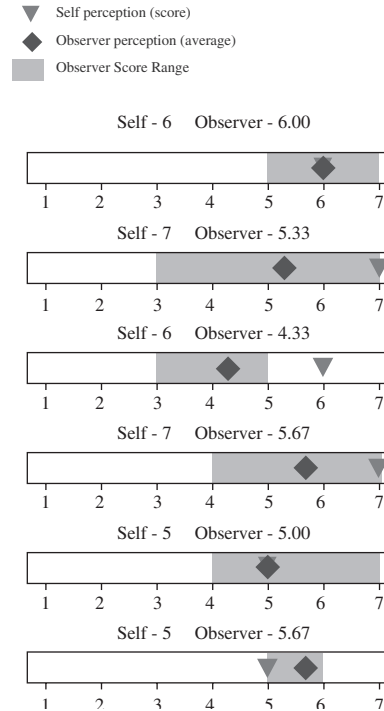 Self perception (score)
Observer perception (average)
Observer Score Range
Self - 6 Observer - 6.00
1 2 3 4 5 6 7
Self - 7 Observer - 5.33
1 2 3 4 5 6 7
Self - 6 Observer - 4.33
1 2 3 4 5 6 7
Self - 7 Observer - 5.67
1 2 3 4 5 6 7
Self - 5 Observer - 5.00
1 2 3 4 5 6 7
Self - 5 Observer - 5.67
1 2 3 4 5 6 7